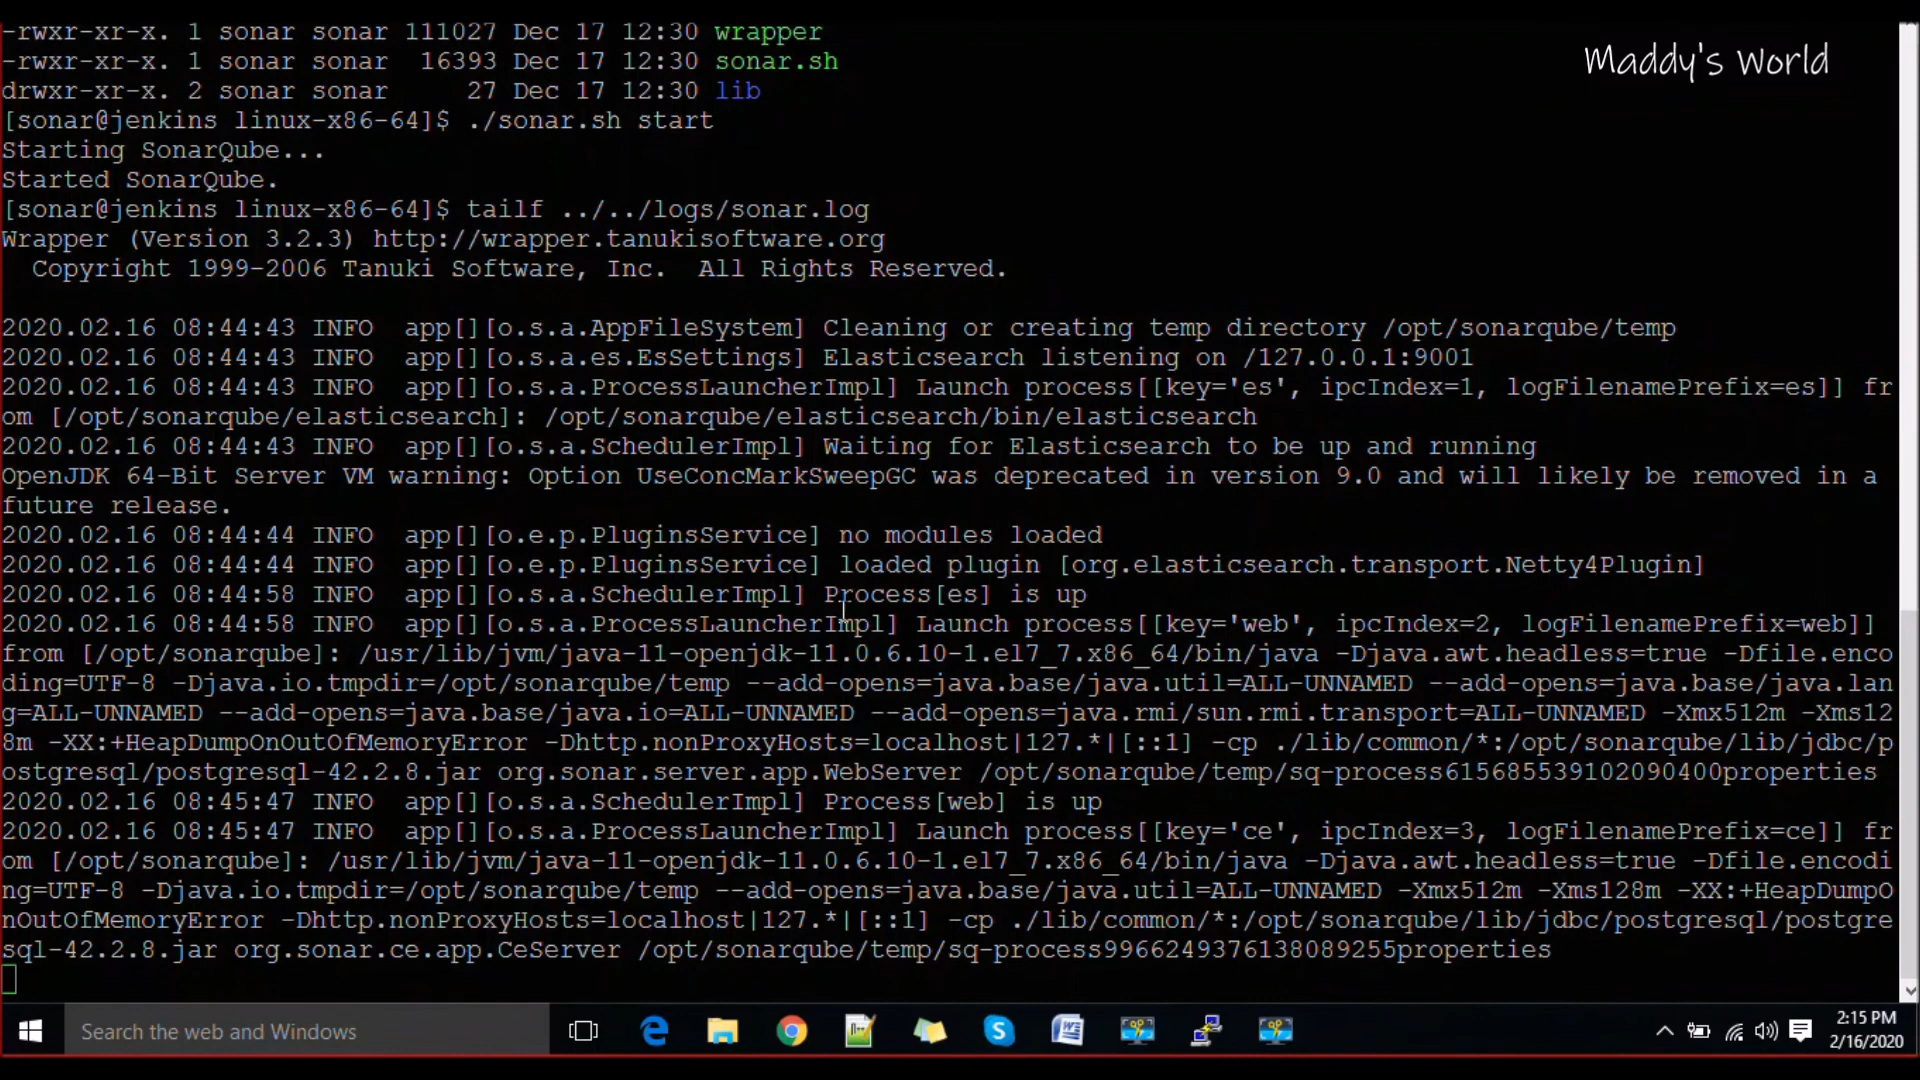 -rwxr-xr-x. 1 sonar sonar 111027 Dec 17 12:30 wrapper
Maddy's World
-rwxr-xr-x. 1 sonar sonar  16393 Dec 17 12:30 sonar.sh
drwxr-xr-x. 2 sonar sonar     27 Dec 17 12:30 lib
[sonar@jenkins linux-x86-64]$ ./sonar.sh start
Starting SonarQube...
Started SonarQube.
[sonar@jenkins linux-x86-64]$ tailf ../../logs/sonar.log
Wrapper (Version 3.2.3) http://wrapper.tanukisoftware.org
  Copyright 1999-2006 Tanuki Software, Inc.  All Rights Reserved.
2020.02.16 08:44:43 INFO  app[][o.s.a.AppFileSystem] Cleaning or creating temp directory /opt/sonarqube/temp
2020.02.16 08:44:43 INFO  app[][o.s.a.es.EsSettings] Elasticsearch listening on /127.0.0.1:9001
2020.02.16 08:44:43 INFO  app[][o.s.a.ProcessLauncherImpl] Launch process[[key='es', ipcIndex=1, logFilenamePrefix=es]] fr
om [/opt/sonarqube/elasticsearch]: /opt/sonarqube/elasticsearch/bin/elasticsearch
2020.02.16 08:44:43 INFO  app[][o.s.a.SchedulerImpl] Waiting for Elasticsearch to be up and running
OpenJDK 64-Bit Server VM warning: Option UseConcMarkSweepGC was deprecated in version 9.0 and will likely be removed in a
future release.
2020.02.16 08:44:44 INFO  app[][o.e.p.PluginsService] no modules loaded
2020.02.16 08:44:44 INFO  app[][o.e.p.PluginsService] loaded plugin [org.elasticsearch.transport.Netty4Plugin]
2020.02.16 08:44:58 INFO  app[][o.s.a.SchedulerImpl] Process[es] is up
2020.02.16 08:44:58 INFO  app[][o.s.a.ProcessLauncherImpl] Launch process[[key='web', ipcIndex=2, logFilenamePrefix=web]]
from [/opt/sonarqube]: /usr/lib/jvm/java-11-openjdk-11.0.6.10-1.el7_7.x86_64/bin/java -Djava.awt.headless=true -Dfile.enco
ding=UTF-8 -Djava.io.tmpdir=/opt/sonarqube/temp --add-opens=java.base/java.util=ALL-UNNAMED --add-opens=java.base/java.lan
g=ALL-UNNAMED --add-opens=java.base/java.io=ALL-UNNAMED --add-opens=java.rmi/sun.rmi.transport=ALL-UNNAMED -Xmx512m -Xms12
8m -XX:+HeapDumpOnOutOfMemoryError -Dhttp.nonProxyHosts=localhost|127.*|[::1] -cp ./lib/common/*:/opt/sonarqube/lib/jdbc/p
ostgresql/postgresql-42.2.8.jar org.sonar.server.app.WebServer /opt/sonarqube/temp/sq-process615685539102090400properties
2020.02.16 08:45:47 INFO  app[][o.s.a.SchedulerImpl] Process[web] is up
2020.02.16 08:45:47 INFO  app[][o.s.a.ProcessLauncherImpl] Launch process[[key='ce', ipcIndex=3, logFilenamePrefix=ce]] fr
om [/opt/sonarqube]: /usr/lib/jvm/java-11-openjdk-11.0.6.10-1.el7_7.x86_64/bin/java -Djava.awt.headless=true -Dfile.encodi
ng=UTF-8 -Djava.io.tmpdir=/opt/sonarqube/temp --add-opens=java.base/java.util=ALL-UNNAMED -Xmx512m -Xms128m -XX:+HeapDumpO
nOutOfMemoryError -Dhttp.nonProxyHosts=localhost|127.*|[::1] -cp ./lib/common/*:/opt/sonarqube/lib/jdbc/postgresql/postgre
sql-42.2.8.jar org.sonar.ce.app.CeServer /opt/sonarqube/temp/sq-process9966249376138089255properties
Search the web and Windows
2:15 PM
2/16/2020